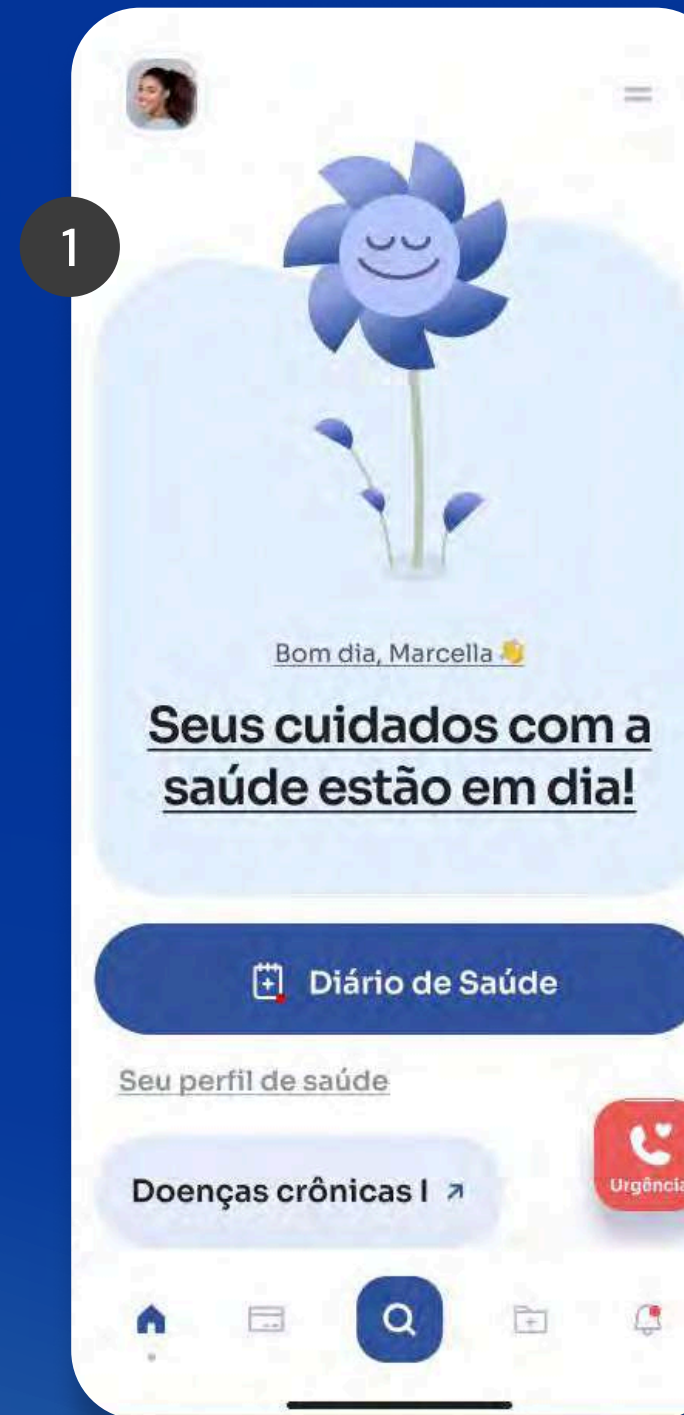 1
Bom dia, Marcella 👋
Seus cuidados com a
saúde estão em dia!
Diário de Saúde
Seu perfil de saúde
Doenças crônicas I
Urgência